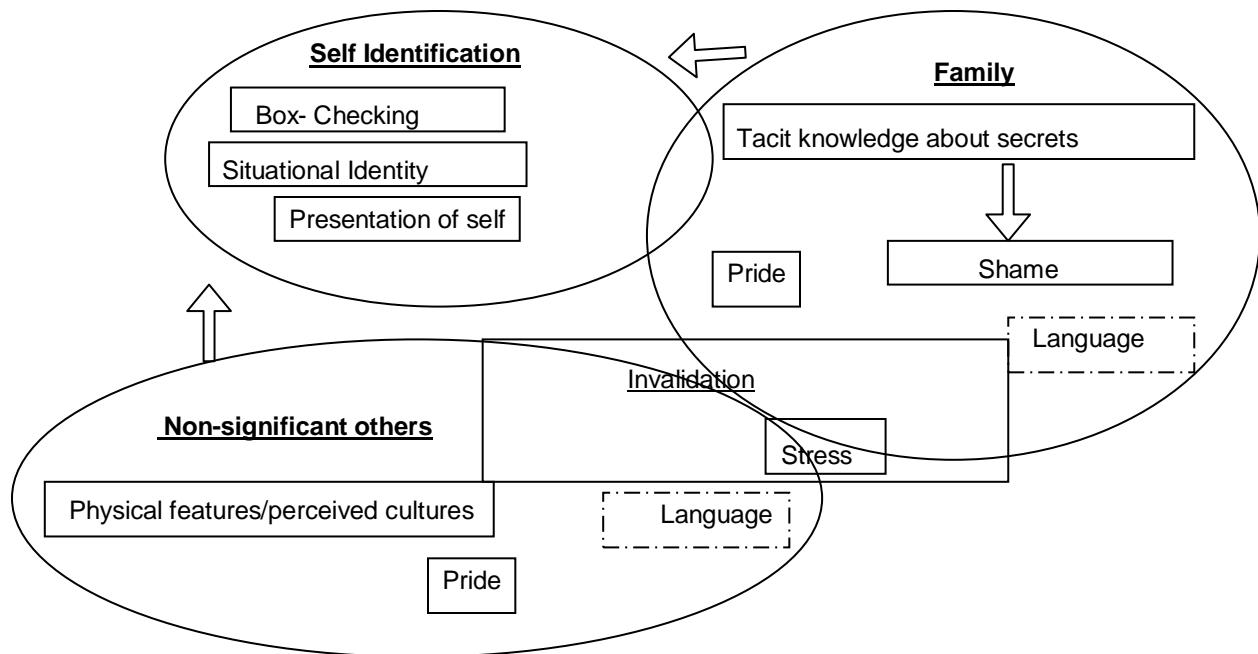 Self Identification
Box- Checking
Situational Identity
Presentation of self
Family
Tacit knowledge about secrets
Shame
Pride
Language
Invalidation
Stress
Non-significant others
Physical features/perceived cultures
Language
Pride